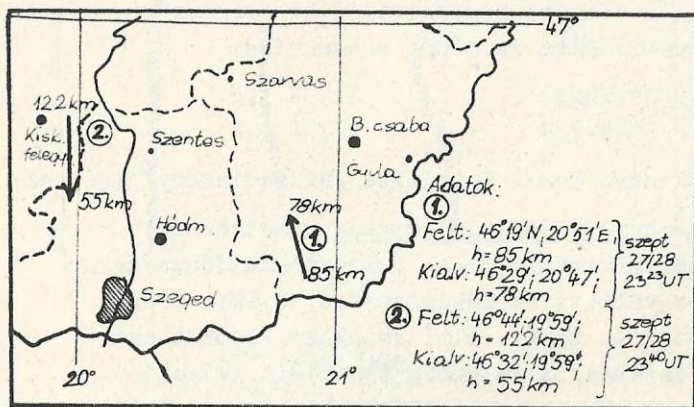 47°
Szarvas
122km
Kisk.
félegyh.
2.
Szentes
B.csaba
Gyula
55km
Hódm
78km
1.
85km
Szeged
20°
21°
Adatok:
1.
Felt: 46°19'N, 20°51'E,
h=85km
Kialv: 46°29', 20°47';
h=78km
szept
27/28
23²³UT
2. Felt: 46°44', 19°59';
h=122km
Kialv: 46°32', 19°59';
h=55km
szept
27/28
23⁴⁰UT